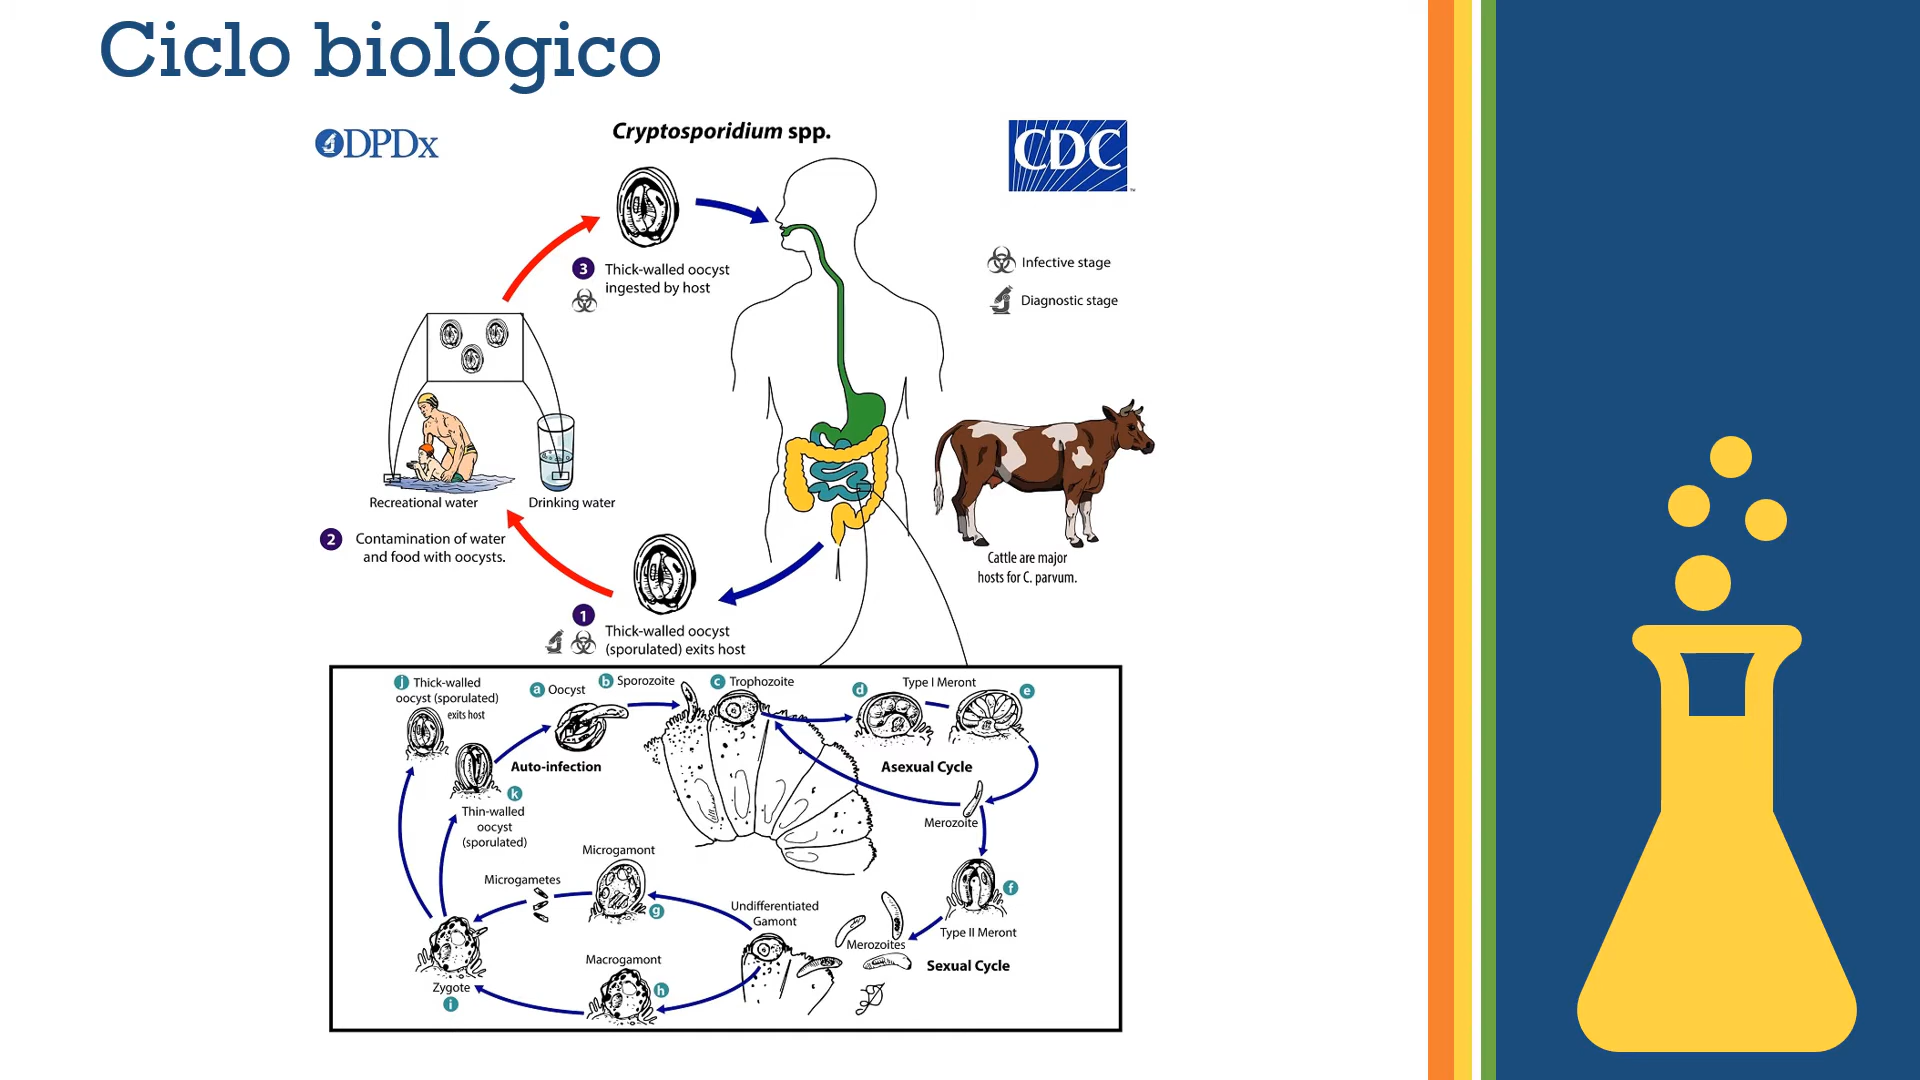 Ciclo biológico
DPDx
Cryptosporidium spp.
CDC
TM
3 Thick-walled oocyst
ingested by host
Infective stage
Diagnostic stage
Recreational water
Drinking water
2 Contamination of water
and food with oocysts.
Cattle are major
hosts for C. parvum.
1
Thick-walled oocyst
(sporulated) exits host
j Thick-walled
oocyst (sporulated)
exits host
a Oocyst
b Sporozoite
c Trophozoite
d
Type I Meront
e
Auto-infection
Asexual Cycle
k
Thin-walled
oocyst
(sporulated)
Merozoite
Microgamont
Microgametes
g
f
Undifferentiated
Gamont
Type II Meront
Merozoites
Sexual Cycle
Macrogamont
h
Zygote
i